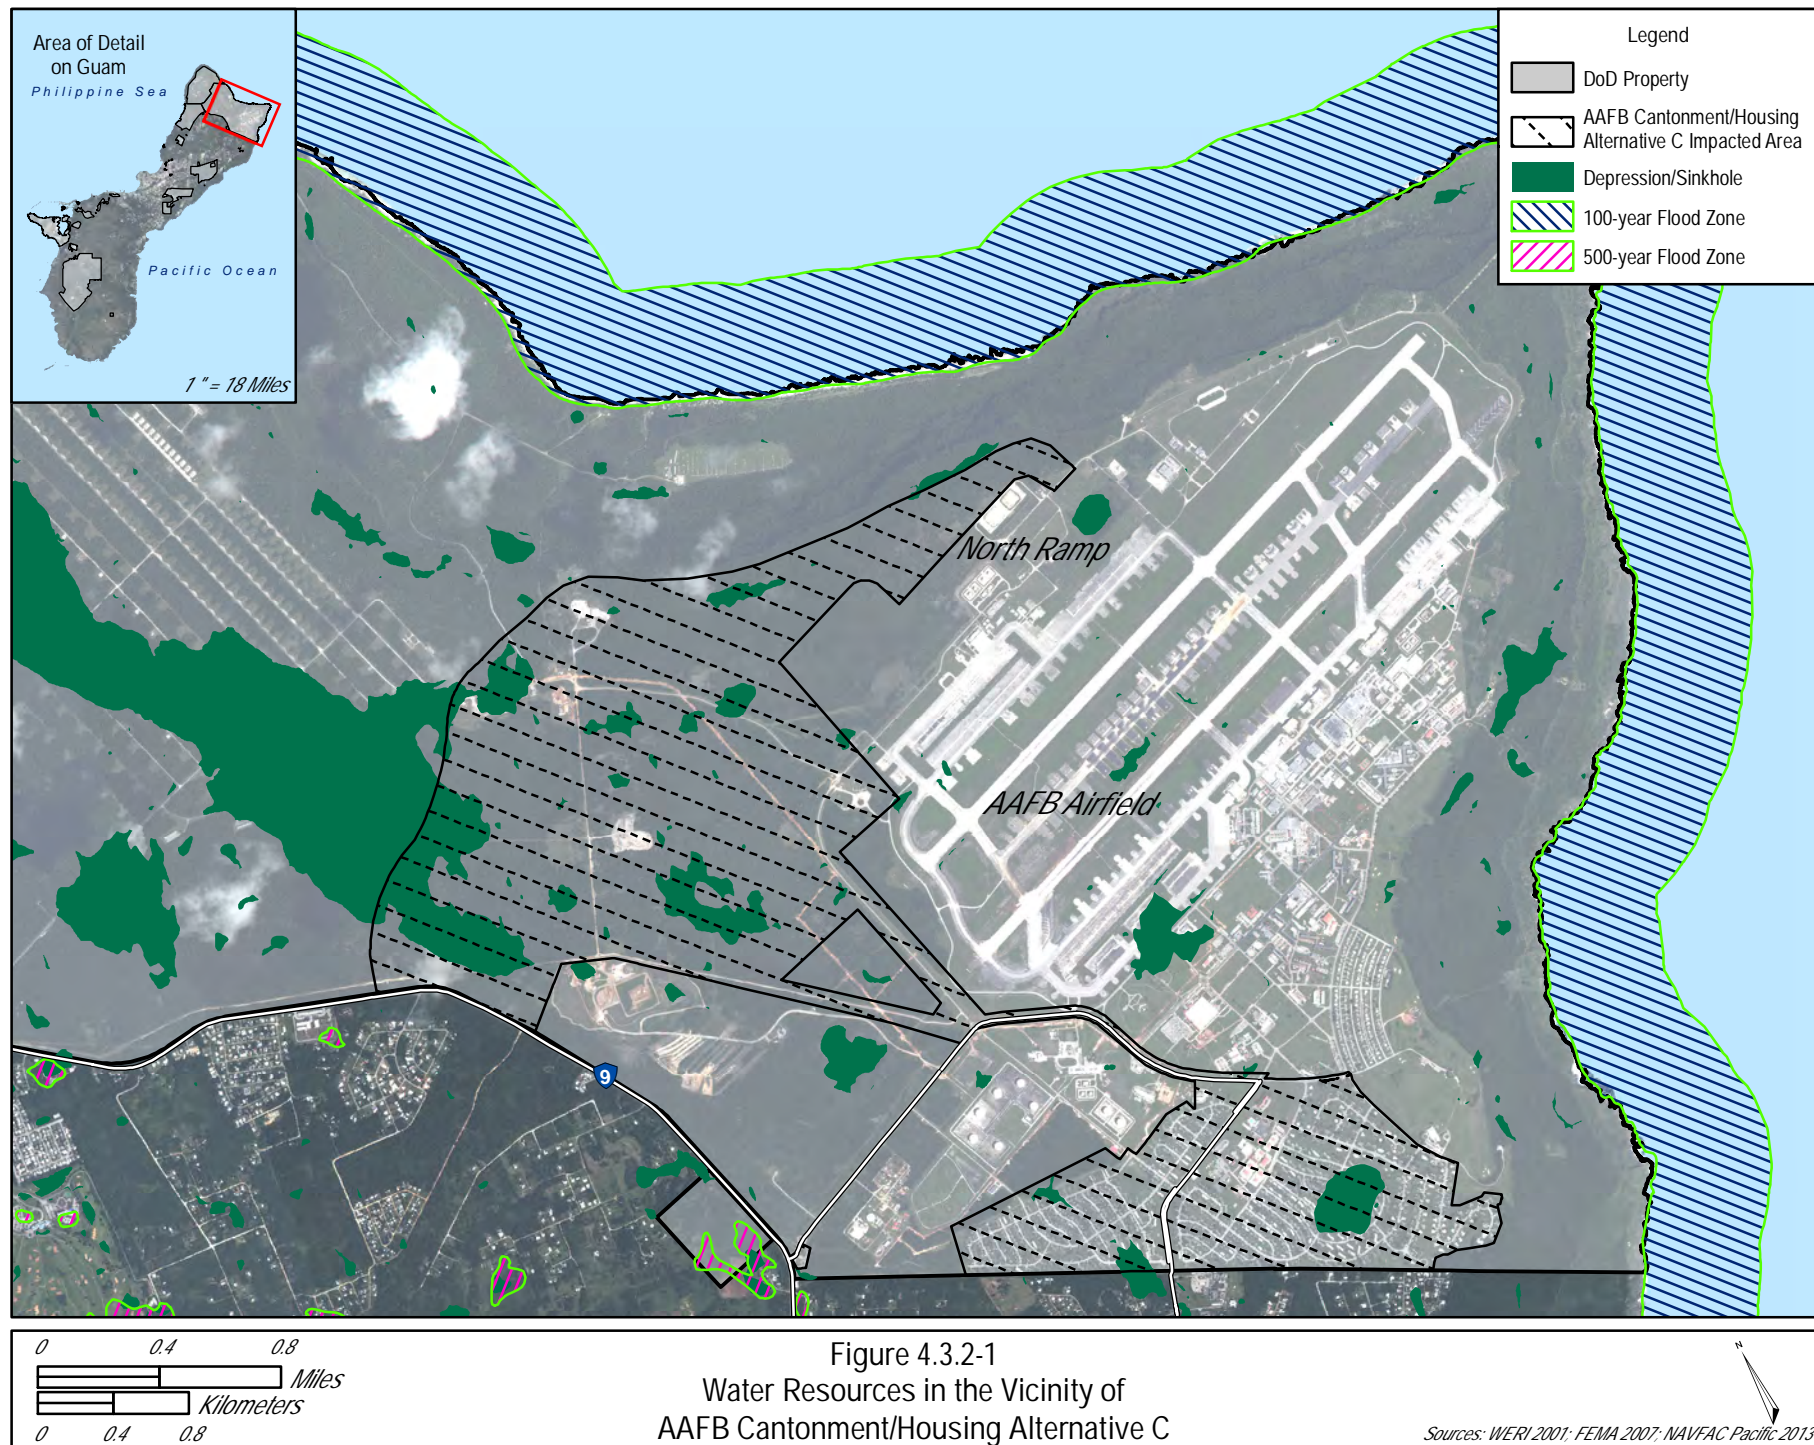 Area of Detail
on Guam
Philippine Sea
Pacific Ocean
1 " = 18 Miles
Legend
DoD Property
AAFB Cantonment/Housing
Alternative C Impacted Area
Depression/Sinkhole
100-year Flood Zone
500-year Flood Zone
North Ramp
AAFB Airfield
9
0 0.4 0.8
Miles
Kilometers
0 0.4 0.8
Figure 4.3.2-1
Water Resources in the Vicinity of
AAFB Cantonment/Housing Alternative C
N
Sources: WERI 2001; FEMA 2007; NAVFAC Pacific 2013